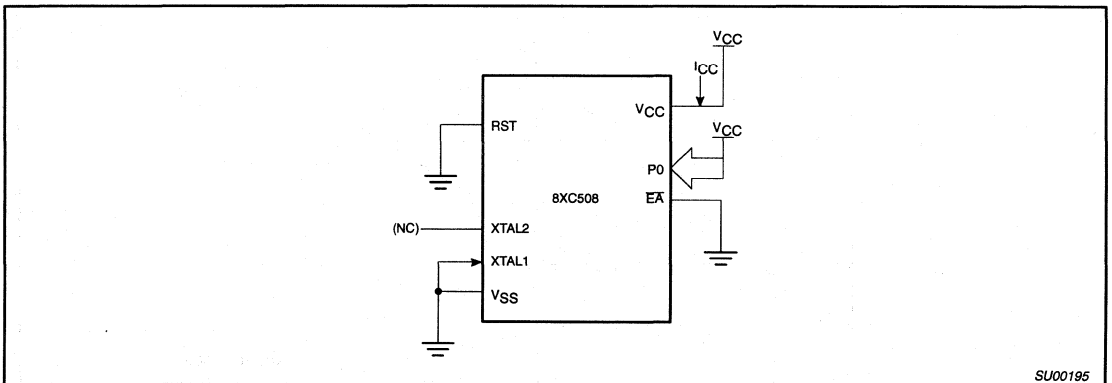 VCC
ICC
VCC
RST
VCC
P0
8XC508
EA
(NC)
XTAL2
XTAL1
VSS
SU00195